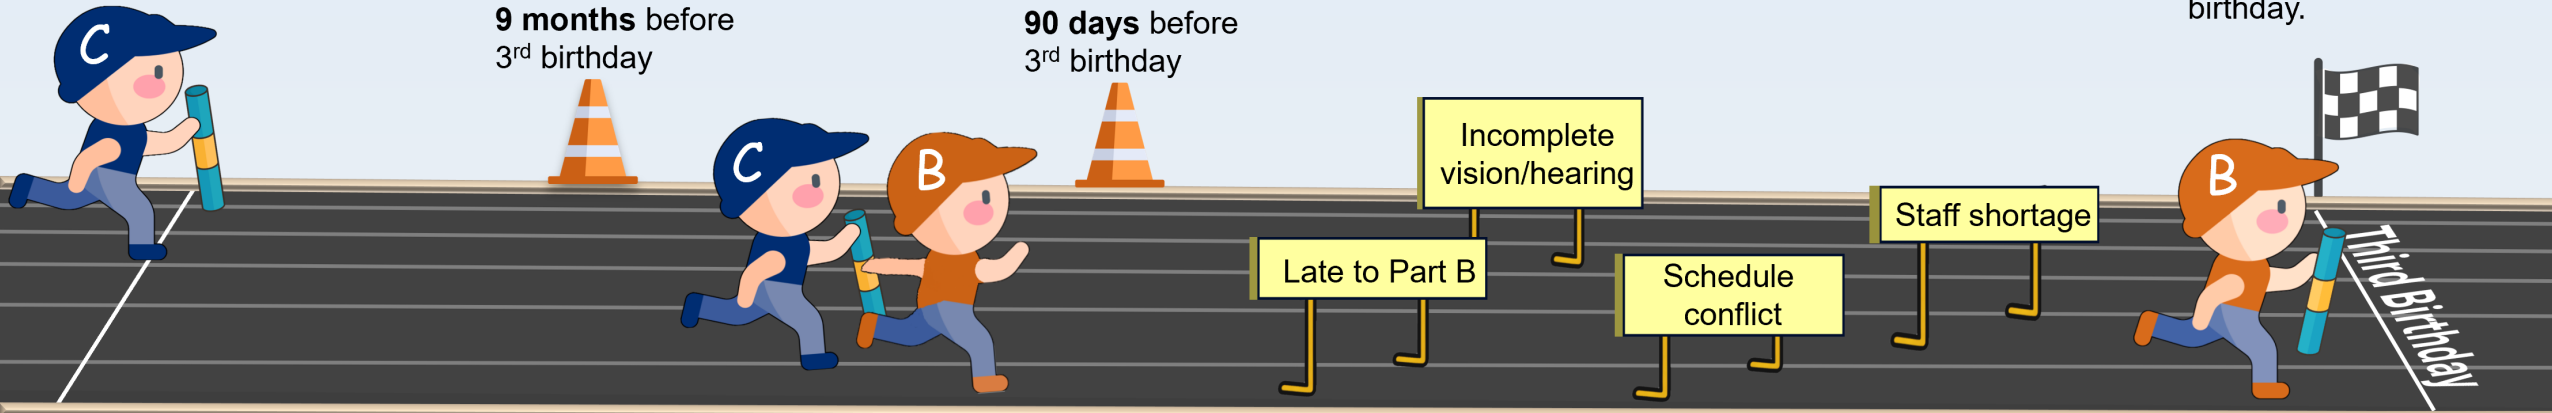 birthday.
9 months before
3rd birthday
90 days before
3rd birthday
C
C
B
Incomplete
vision/hearing
Late to Part B
Schedule
conflict
Staff shortage
B
Third Birthday